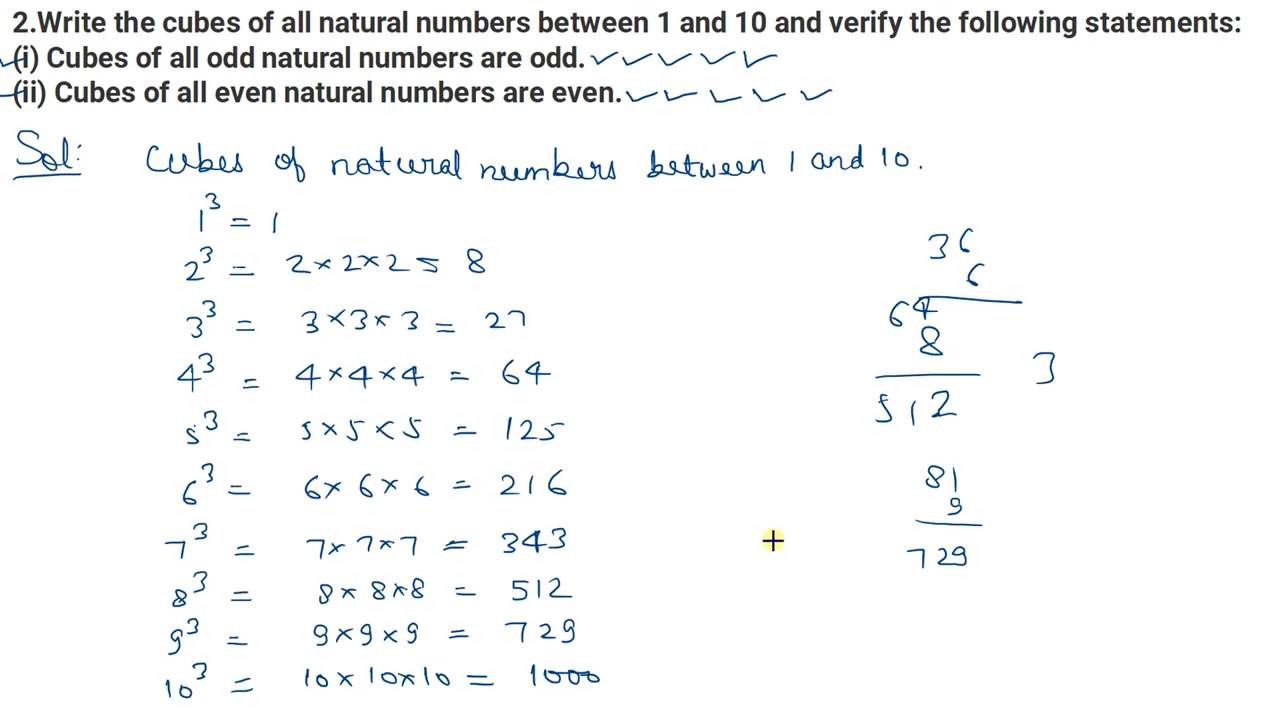 2.Write the cubes of all natural numbers between 1 and 10 and verify the following statements:
(i) Cubes of all odd natural numbers are odd.
(ii) Cubes of all even natural numbers are even.
Sol: Cubes of natural numbers between 1 and 10.
1³ = 1
2³ = 2×2×2 = 8
3³ = 3×3×3 = 27
4³ = 4×4×4 = 64
5³ = 5×5×5 = 125
6³ = 6×6×6 = 216
7³ = 7×7×7 = 343
8³ = 8×8×8 = 512
9³ = 9×9×9 = 729
10³ = 10×10×10 = 1000
36
6
64
8
3
512
81
9
729